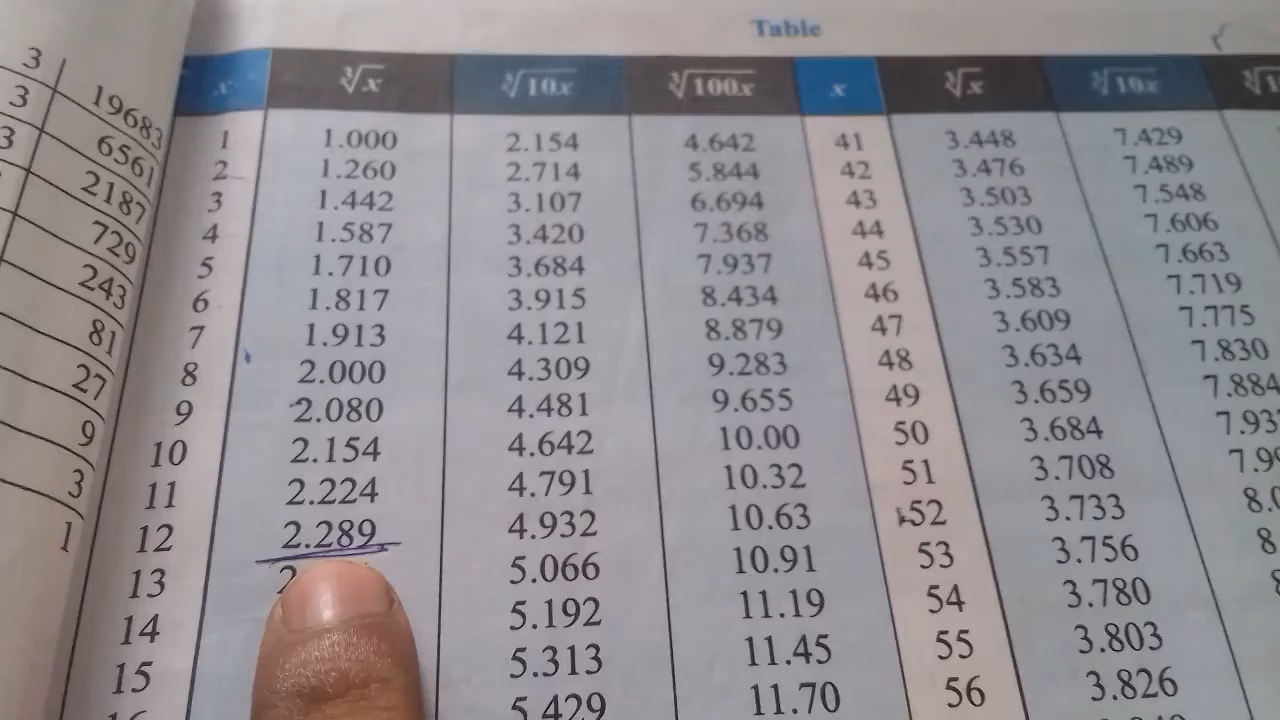 Table
3 19683
3 6561
3 2187
729
243
81
27
9
3
1
x ∛x ∛10x ∛100x x ∛x ∛10x
1 1.000 2.154 4.642 41 3.448 7.429
2 1.260 2.714 5.844 42 3.476 7.489
3 1.442 3.107 6.694 43 3.503 7.548
4 1.587 3.420 7.368 44 3.530 7.606
5 1.710 3.684 7.937 45 3.557 7.663
6 1.817 3.915 8.434 46 3.583 7.719
7 1.913 4.121 8.879 47 3.609 7.775
8 2.000 4.309 9.283 48 3.634 7.830
9 2.080 4.481 9.655 49 3.659 7.884
10 2.154 4.642 10.00 50 3.684 7.93
11 2.224 4.791 10.32 51 3.708 7.9
12 2.289 4.932 10.63 52 3.733 8.0
13 2 5.066 10.91 53 3.756 8
14 5.192 11.19 54 3.780
15 5.313 11.45 55 3.803
5.429 11.70 56 3.826